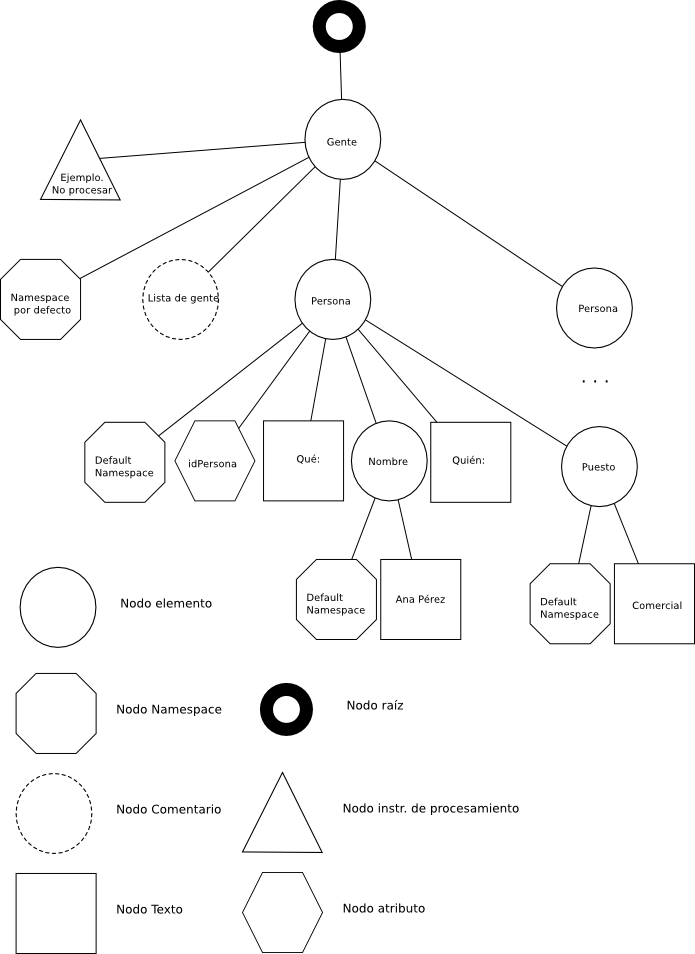 Gente
Ejemplo.
No procesar
Namespace
por defecto
Lista de gente
Persona
Persona
. . .
Default
Namespace
idPersona
Qué:
Nombre
Quién:
Puesto
Default
Namespace
Ana Pérez
Default
Namespace
Comercial
Nodo elemento
Nodo Namespace
Nodo raíz
Nodo Comentario
Nodo instr. de procesamiento
Nodo Texto
Nodo atributo